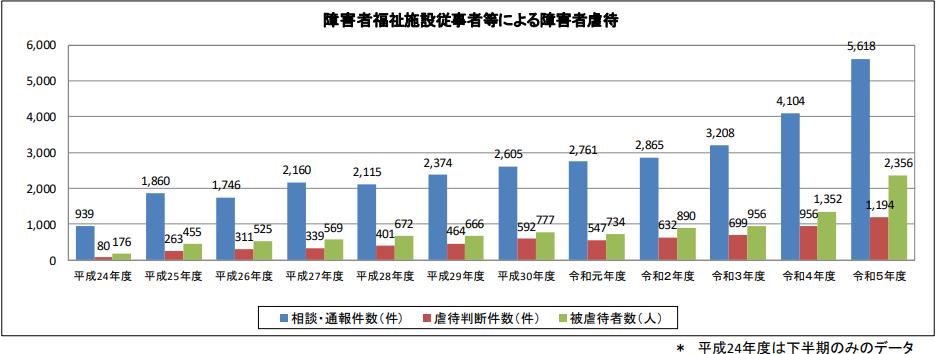 障害者福祉施設従事者等による障害者虐待
6,000
5,000
4,000
3,000
2,000
1,000
0
939 80 176
1,860 263 455
1,746 311 525
2,160 339 569
2,115 401 672
2,374 464 666
2,605 592 777
2,761 547 734
2,865 632 890
3,208 699 956
4,104 956 1,352
5,618 1,194 2,356
平成24年度 平成25年度 平成26年度 平成27年度 平成28年度 平成29年度 平成30年度 令和元年度 令和2年度 令和3年度 令和4年度 令和5年度
相談・通報件数(件) 虐待判断件数(件) 被虐待者数(人)
* 平成24年度は下半期のみのデータ